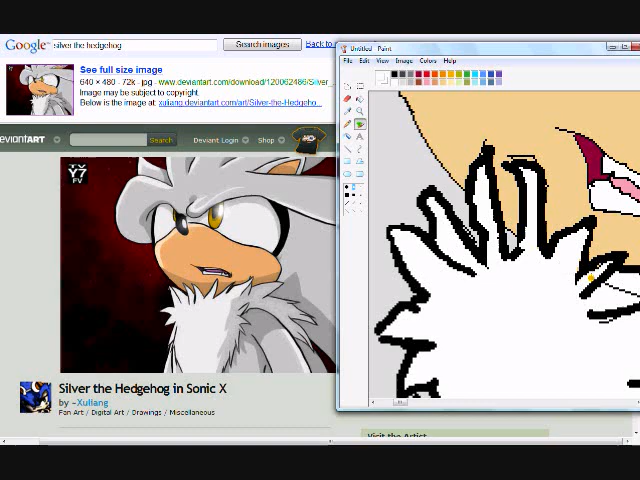 Google silver the hedgehog Search images Back to
See full size image
640 × 480 - 72k - jpg - www.deviantart.com/download/120062486/Silver_
Image may be subject to copyright
Below is the image at: xuliang.deviantart.com/art/Silver-the-Hedgeho...
deviantART Search Deviant Login Shop
TV
Y7
FV
Silver the Hedgehog in Sonic X
by ~Xuliang
Fan Art / Digital Art / Drawings / Miscellaneous
Visit the Artist
Untitled - Paint
File Edit View Image Colors Help